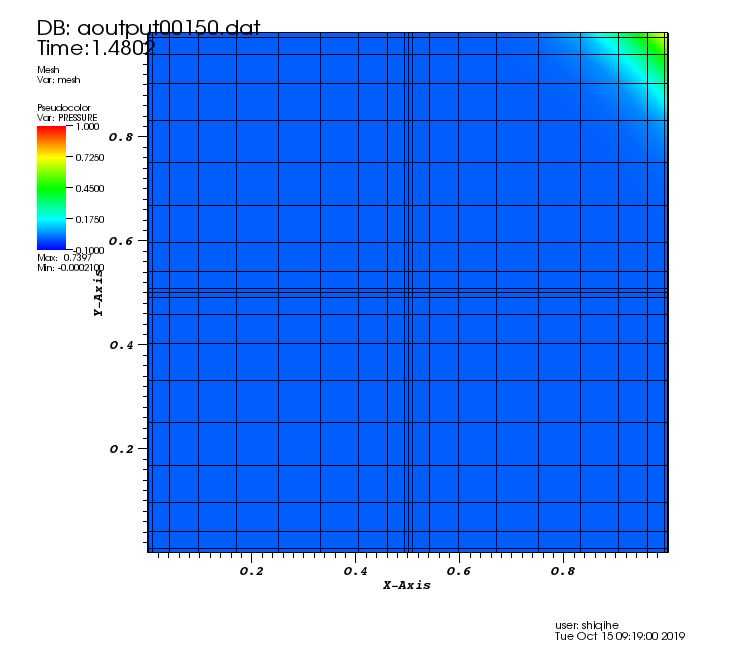 DB: aoutput00150.dat
Time:1.4802
Mesh
Var: mesh
Pseudocolor
Var: PRESSURE
1.000
0.7250
0.4500
0.1750
-0.1000
Max: 0.7397
Min: -0.0002100
0.8
0.6
0.4
0.2
Y-Axis
0.2
0.4
0.6
0.8
X-Axis
user: shiqihe
Tue Oct 15 09:19:00 2019